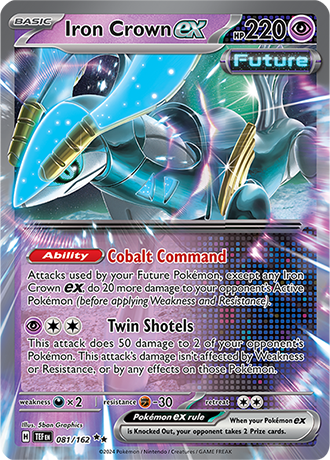 BASIC Iron Crown ex HP 220
Future
Ability Cobalt Command
Attacks used by your Future Pokémon, except any Iron
Crown ex, do 20 more damage to your opponent's Active
Pokémon (before applying Weakness and Resistance).
Twin Shotels
This attack does 50 damage to 2 of your opponent's
Pokémon. This attack's damage isn't affected by Weakness
or Resistance, or by any effects on those Pokémon.
weakness ×2 resistance -30 retreat
Illus. 5ban Graphics
Pokémon ex rule
When your Pokémon ex
is Knocked Out, your opponent takes 2 Prize cards.
H TEF EN 081/162
©2024 Pokémon / Nintendo / Creatures / GAME FREAK